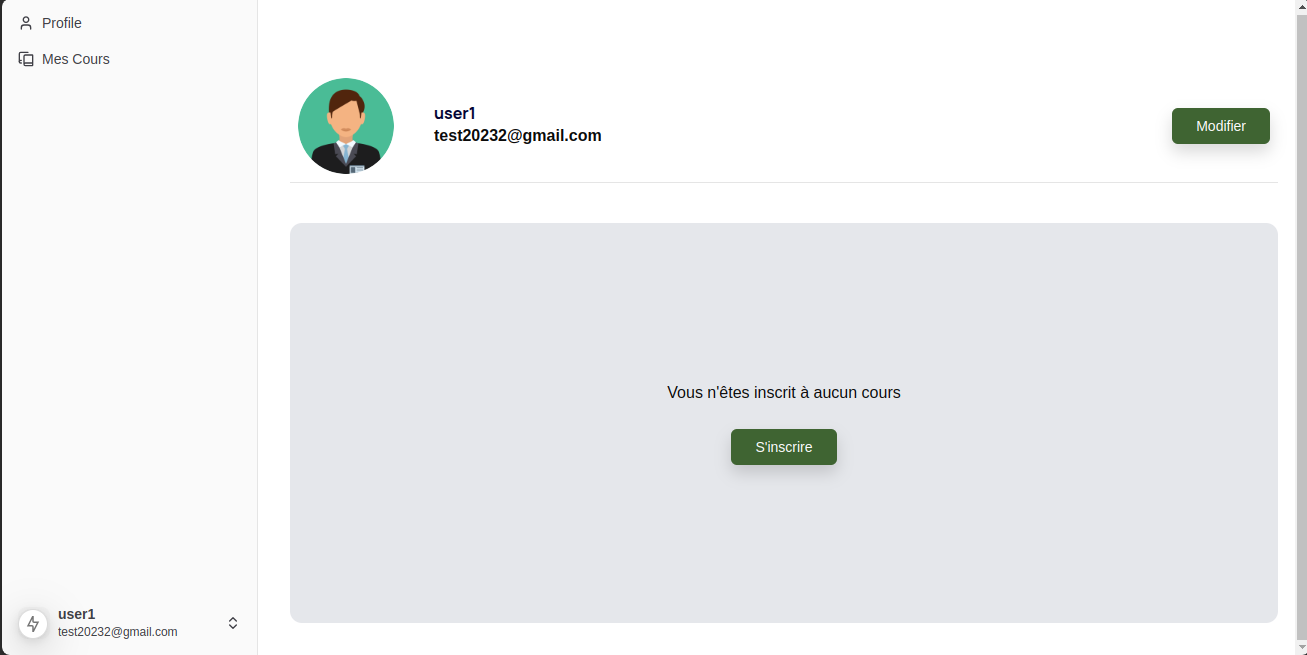 Profile
Mes Cours
user1
test20232@gmail.com
Modifier
Vous n'êtes inscrit à aucun cours
S'inscrire
user1
test20232@gmail.com